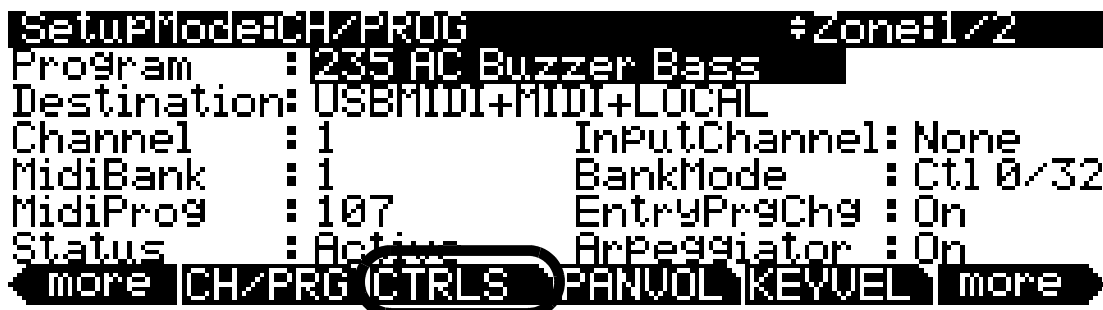 SetupMode:CH/PROG ♦Zone:1/2
Program : 235 AC Buzzer Bass
Destination: USBMIDI+MIDI+LOCAL
Channel : 1 InputChannel: None
MidiBank : 1 BankMode : Ctl 0/32
MidiProg : 107 EntryPrgChg : On
Status : Active Arpeggiator : On
more CH/PRG CTRLS PANVOL KEYVEL more